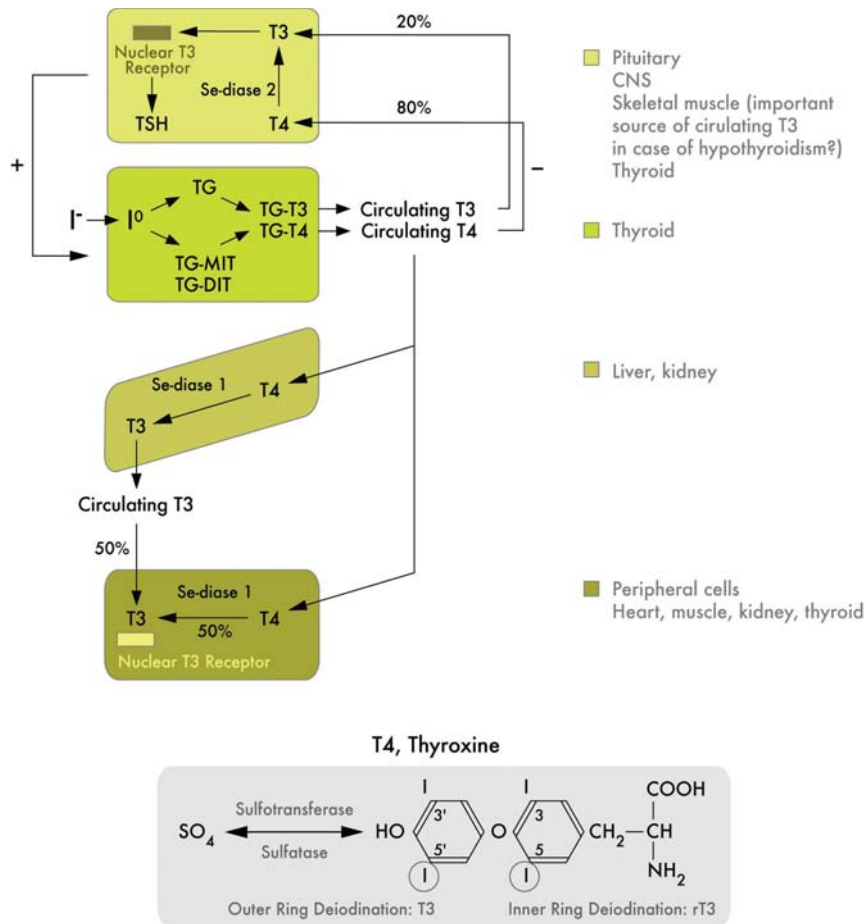 T3
20%
Nuclear T3
Receptor
Se-diase 2
TSH
T4
80%
+
–
I⁻
I⁰
TG
TG-T3
TG-T4
TG-MIT
TG-DIT
Circulating T3
Circulating T4
Se-diase 1
T4
T3
Circulating T3
50%
Se-diase 1
T3
T4
50%
Nuclear T3 Receptor
Pituitary
CNS
Skeletal muscle (important
source of cirulating T3
in case of hypothyroidism?)
Thyroid
Thyroid
Liver, kidney
Peripheral cells
Heart, muscle, kidney, thyroid
T4, Thyroxine
I
I
COOH
Sulfotransferase
3'
3
SO₄
HO
O
CH₂
CH
Sulfatase
5'
5
I
I
NH₂
Outer Ring Deiodination: T3
Inner Ring Deiodination: rT3